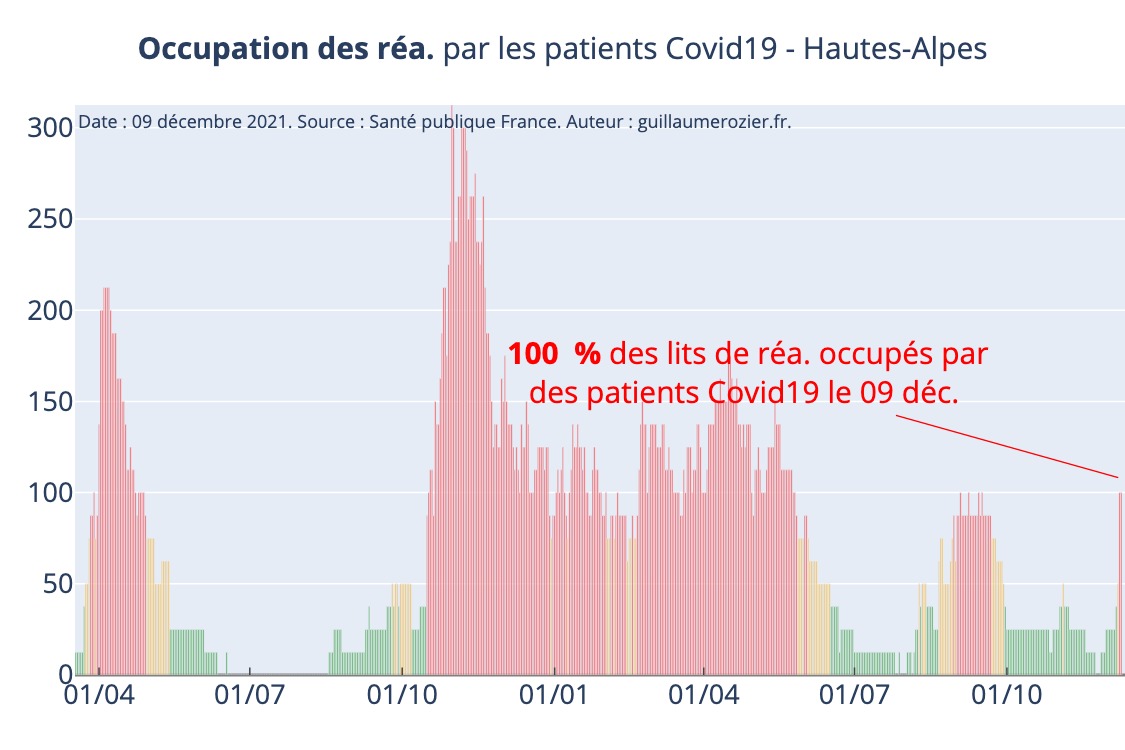 Occupation des réa. par les patients Covid19 - Hautes-Alpes
Date : 09 décembre 2021. Source : Santé publique France. Auteur : guillaumerozier.fr.
300
250
200
150
100
50
0
100 % des lits de réa. occupés par
des patients Covid19 le 09 déc.
01/04 01/07 01/10 01/01 01/04 01/07 01/10